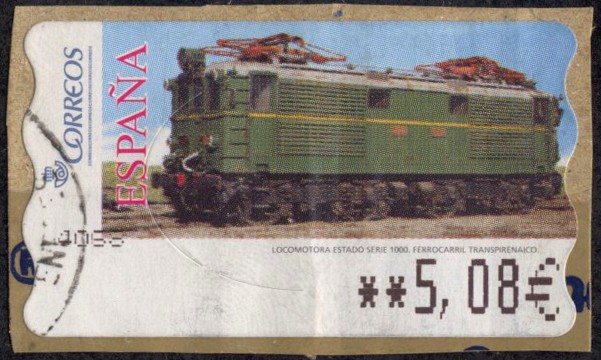 CORREOS
ESPAÑA
LOCOMOTORA ESTADO SERIE 1000. FERROCARRIL TRANSPIRENAICO
**5,08€